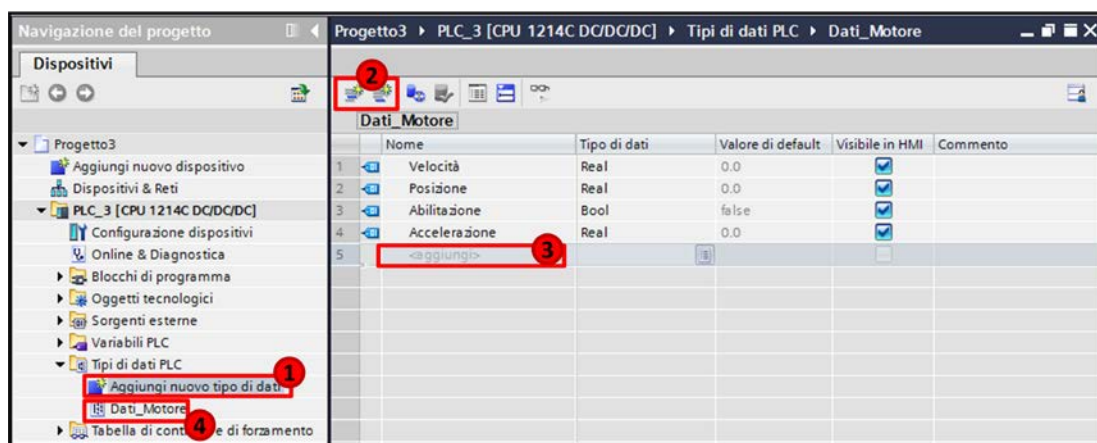 Navigazione del progetto
Dispositivi
Progetto3
Aggiungi nuovo dispositivo
Dispositivi & Reti
PLC_3 [CPU 1214C DC/DC/DC]
Configurazione dispositivi
Online & Diagnostica
Blocchi di programma
Oggetti tecnologici
Sorgenti esterne
Variabili PLC
Tipi di dati PLC
Aggiungi nuovo tipo di dati
1
Dati_Motore
4
Tabella di cont e di forzamento
Progetto3 PLC_3 [CPU 1214C DC/DC/DC] Tipi di dati PLC Dati_Motore
2
Dati_Motore
Nome Tipo di dati Valore di default Visibile in HMI Commento
1 Velocità Real 0.0
2 Posizione Real 0.0
3 Abilitazione Bool false
4 Accelerazione Real 0.0
5 <aggiungi> 3